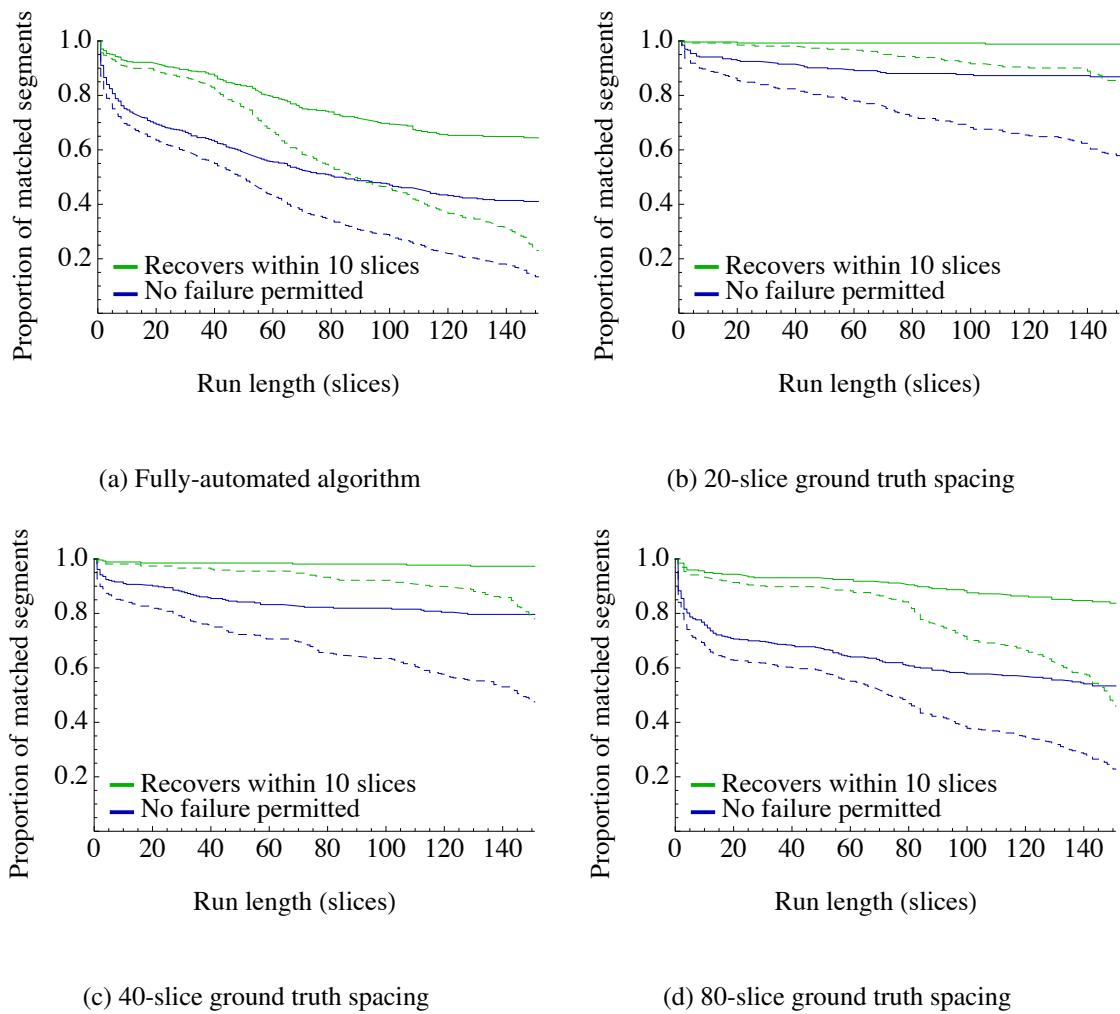 Proportion of matched segments
1.0
0.8
0.6
0.4
0.2
Recovers within 10 slices
No failure permitted
0 20 40 60 80 100 120 140
Run length (slices)
(a) Fully-automated algorithm
Proportion of matched segments
1.0
0.8
0.6
0.4
0.2
Recovers within 10 slices
No failure permitted
0 20 40 60 80 100 120 140
Run length (slices)
(b) 20-slice ground truth spacing
Proportion of matched segments
1.0
0.8
0.6
0.4
0.2
Recovers within 10 slices
No failure permitted
0 20 40 60 80 100 120 140
Run length (slices)
(c) 40-slice ground truth spacing
Proportion of matched segments
1.0
0.8
0.6
0.4
0.2
Recovers within 10 slices
No failure permitted
0 20 40 60 80 100 120 140
Run length (slices)
(d) 80-slice ground truth spacing